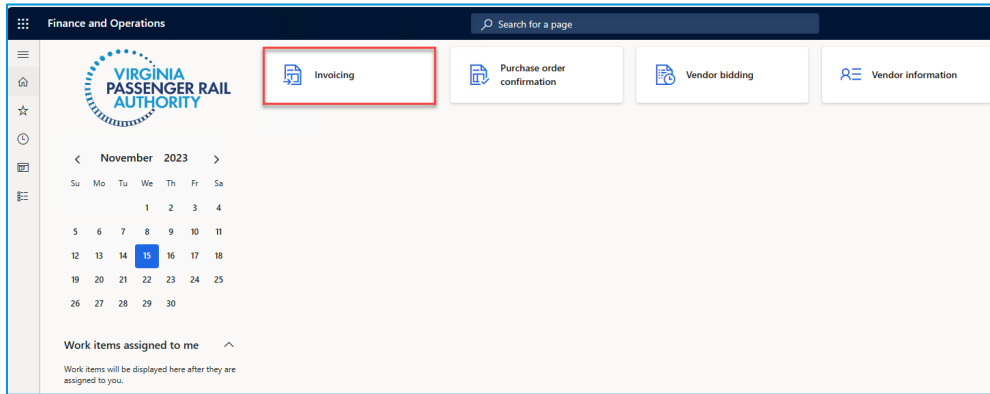 Finance and Operations
Search for a page
VIRGINIA
PASSENGER RAIL
AUTHORITY
Invoicing
Purchase order
confirmation
Vendor bidding
Vendor information
November 2023
Su Mo Tu We Th Fr Sa
1 2 3 4
5 6 7 8 9 10 11
12 13 14 15 16 17 18
19 20 21 22 23 24 25
26 27 28 29 30
Work items assigned to me
Work items will be displayed here after they are
assigned to you.